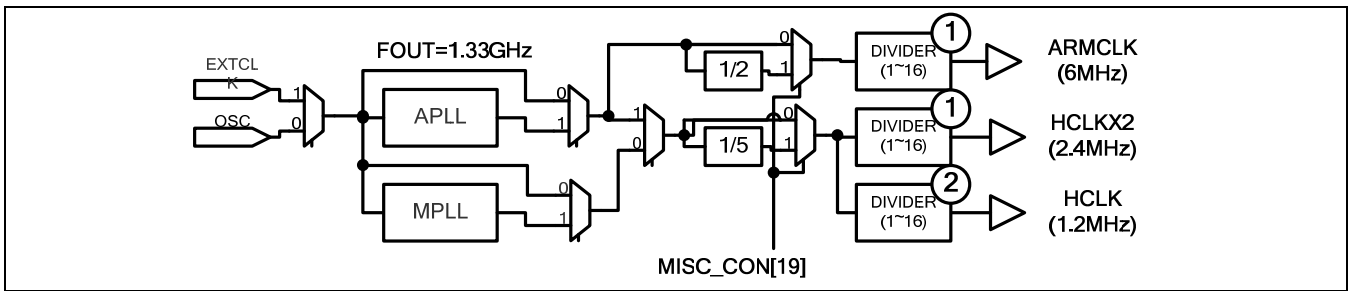 FOUT=1.33GHz
EXTCL
K
OSC
1
0
APLL
MPLL
0
1
0
1
1
0
1/2
0
1
1/5
0
1
DIVIDER
(1~16)
1
ARMCLK
(6MHz)
DIVIDER
(1~16)
1
HCLKX2
(2.4MHz)
DIVIDER
(1~16)
2
HCLK
(1.2MHz)
MISC_CON[19]